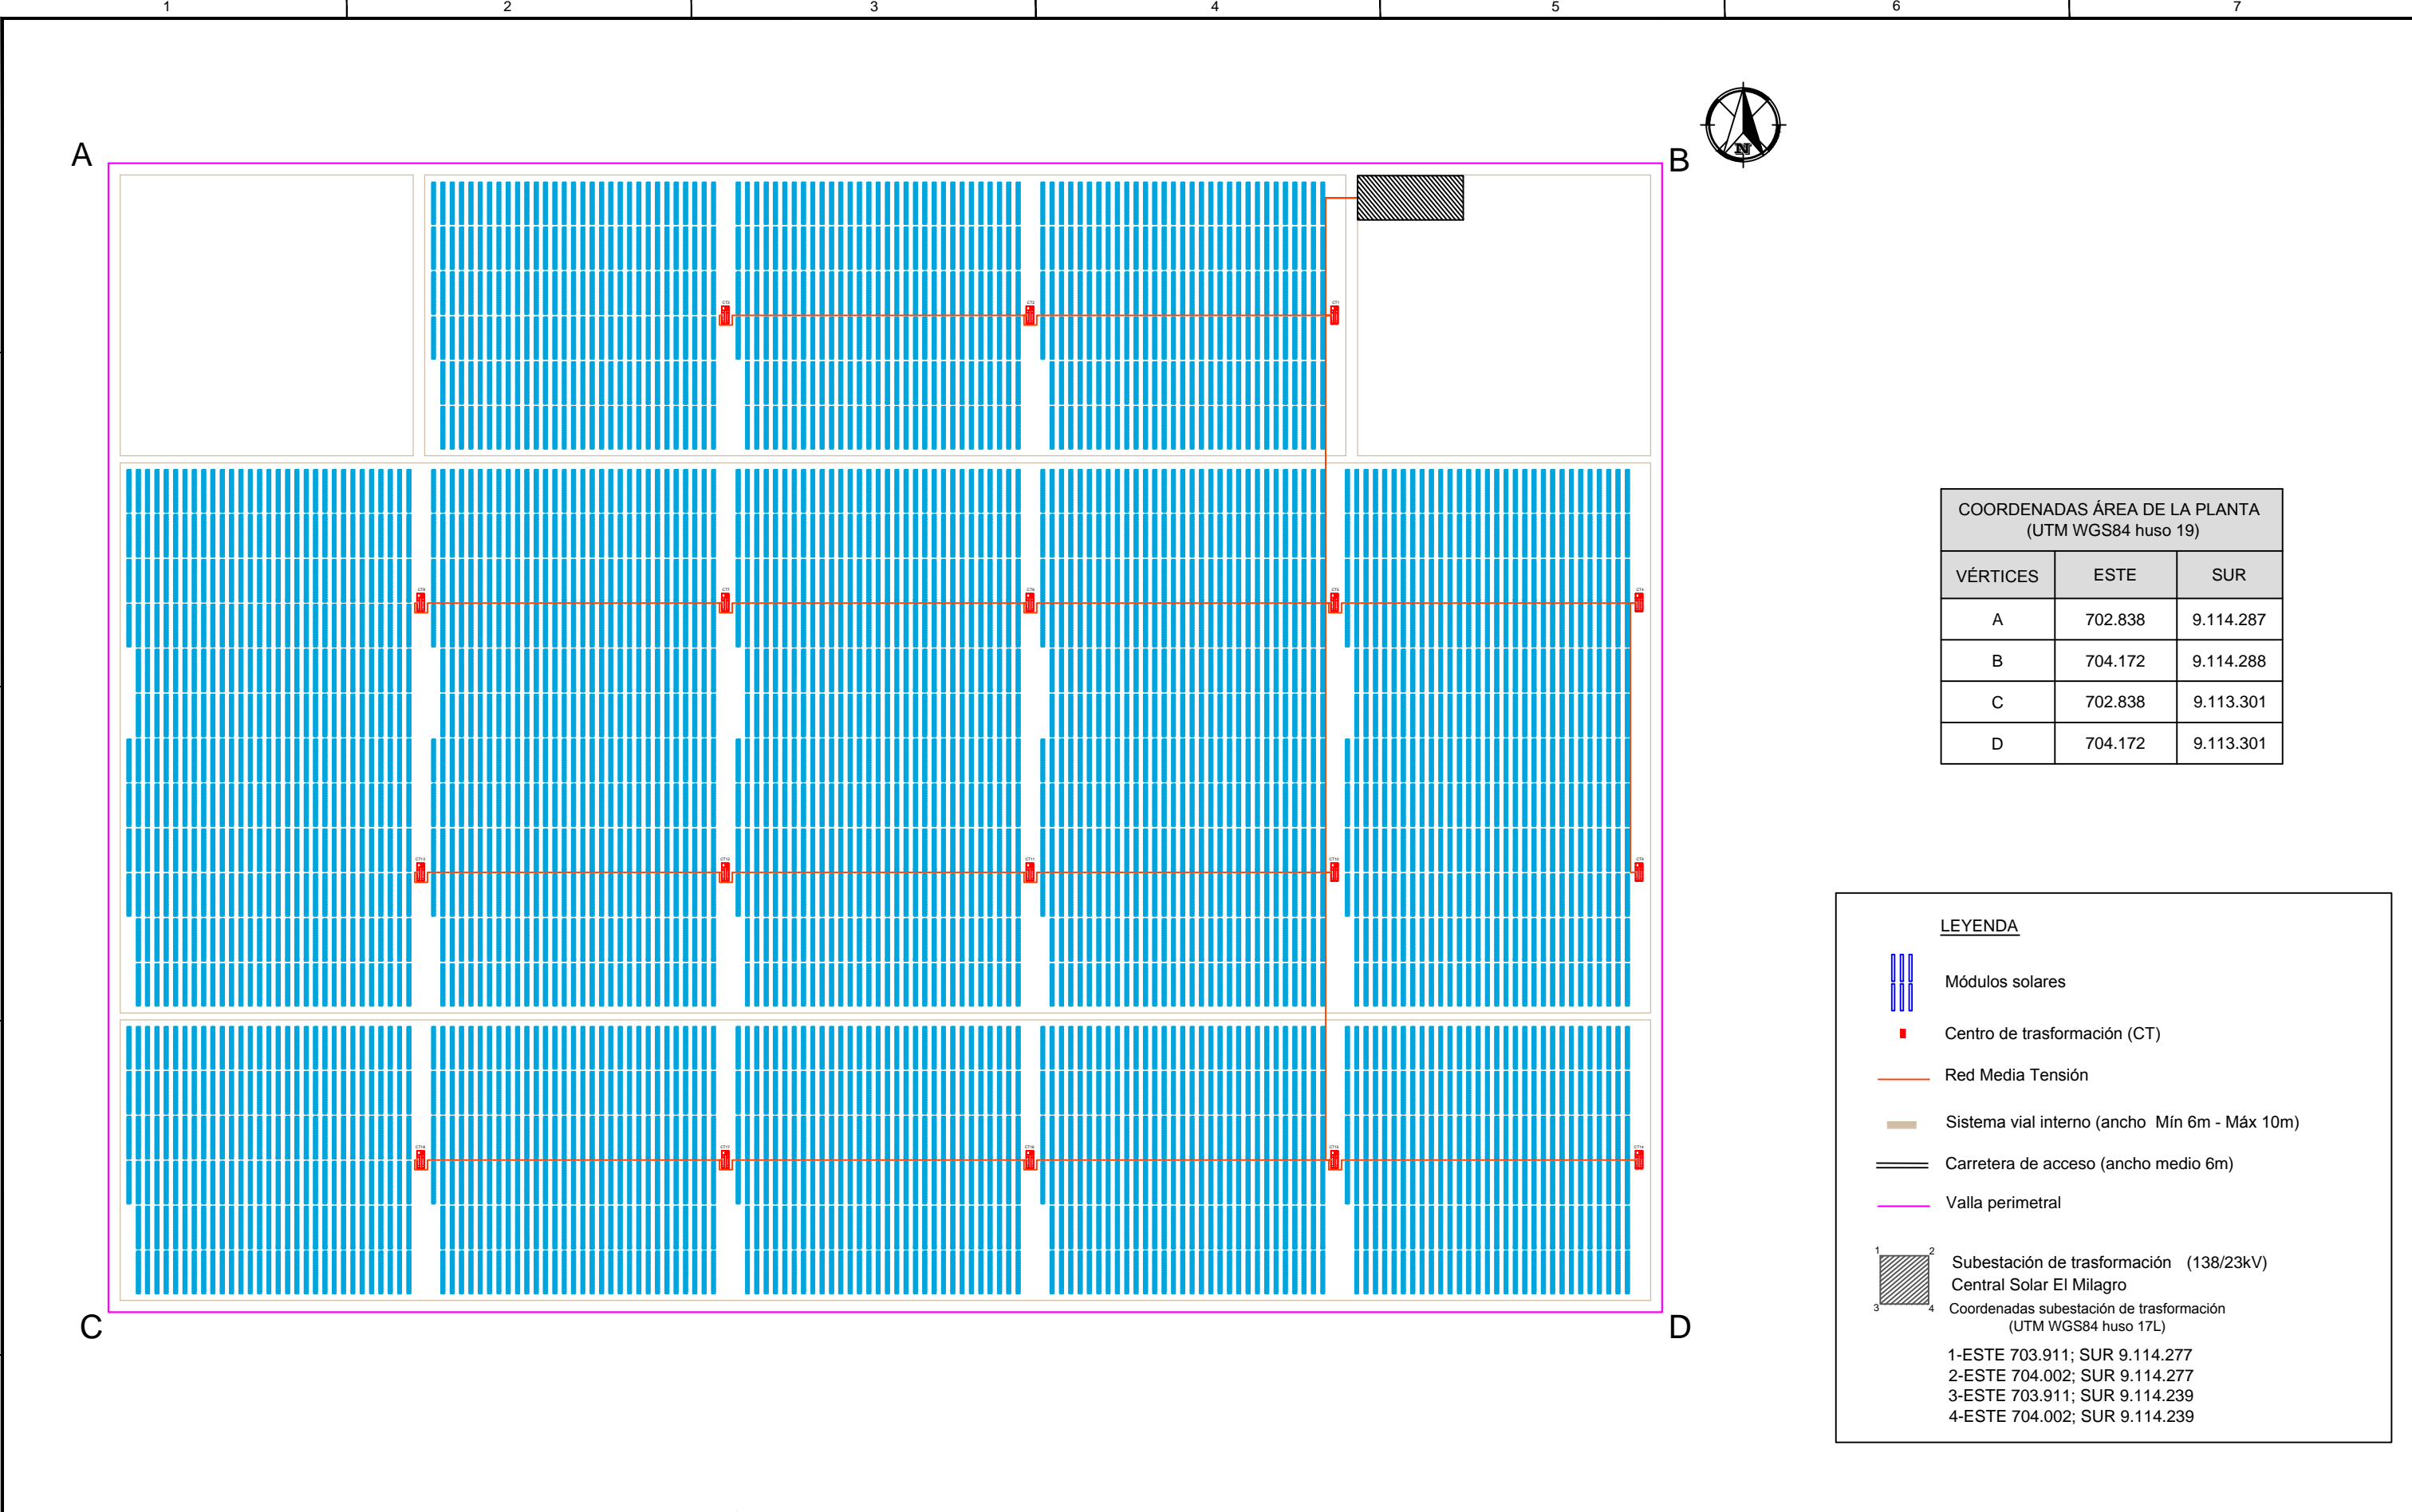 1 2 3 4 5 6 7
A
B
N
CT1
C
D
COORDENADAS ÁREA DE LA PLANTA
(UTM WGS84 huso 19)
VÉRTICES ESTE SUR
A 702.838 9.114.287
B 704.172 9.114.288
C 702.838 9.113.301
D 704.172 9.113.301
LEYENDA
Módulos solares
Centro de trasformación (CT)
Red Media Tensión
Sistema vial interno (ancho Mín 6m - Máx 10m)
Carretera de acceso (ancho medio 6m)
Valla perimetral
1 2
Subestación de trasformación (138/23kV)
Central Solar El Milagro
3 4
Coordenadas subestación de trasformación
(UTM WGS84 huso 17L)
1-ESTE 703.911; SUR 9.114.277
2-ESTE 704.002; SUR 9.114.277
3-ESTE 703.911; SUR 9.114.239
4-ESTE 704.002; SUR 9.114.239